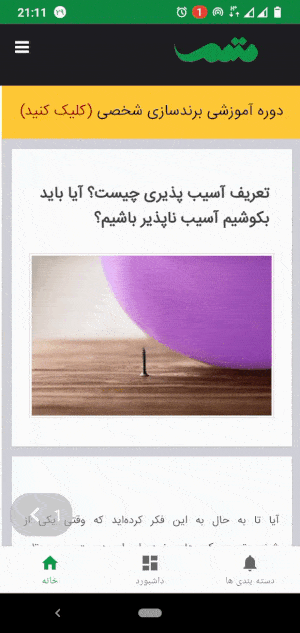 21:11 ۲۹
1
متمم
دوره آموزشی برندسازی شخصی (کلیک کنید)
تعریف آسیب پذیری چیست؟ آیا باید
بکوشیم آسیب ناپذیر باشیم؟
1
آیا تا به حال به این فکر کرده‌اید که وقتی یکی از
خانه
داشبورد
دسته بندی ها